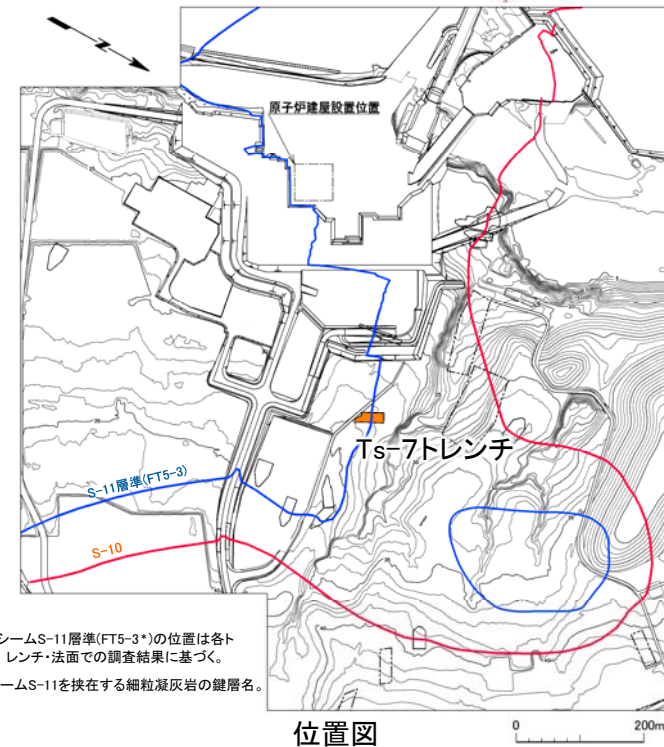 N
原子炉建屋設置位置
Ts-7トレンチ
S-11層準(FT5-3)
S-10
シームS-11層準(FT5-3*)の位置は各ト
レンチ・法面での調査結果に基づく。
ームS-11を挟在する細粒凝灰岩の鍵層名。
位置図
0 200m